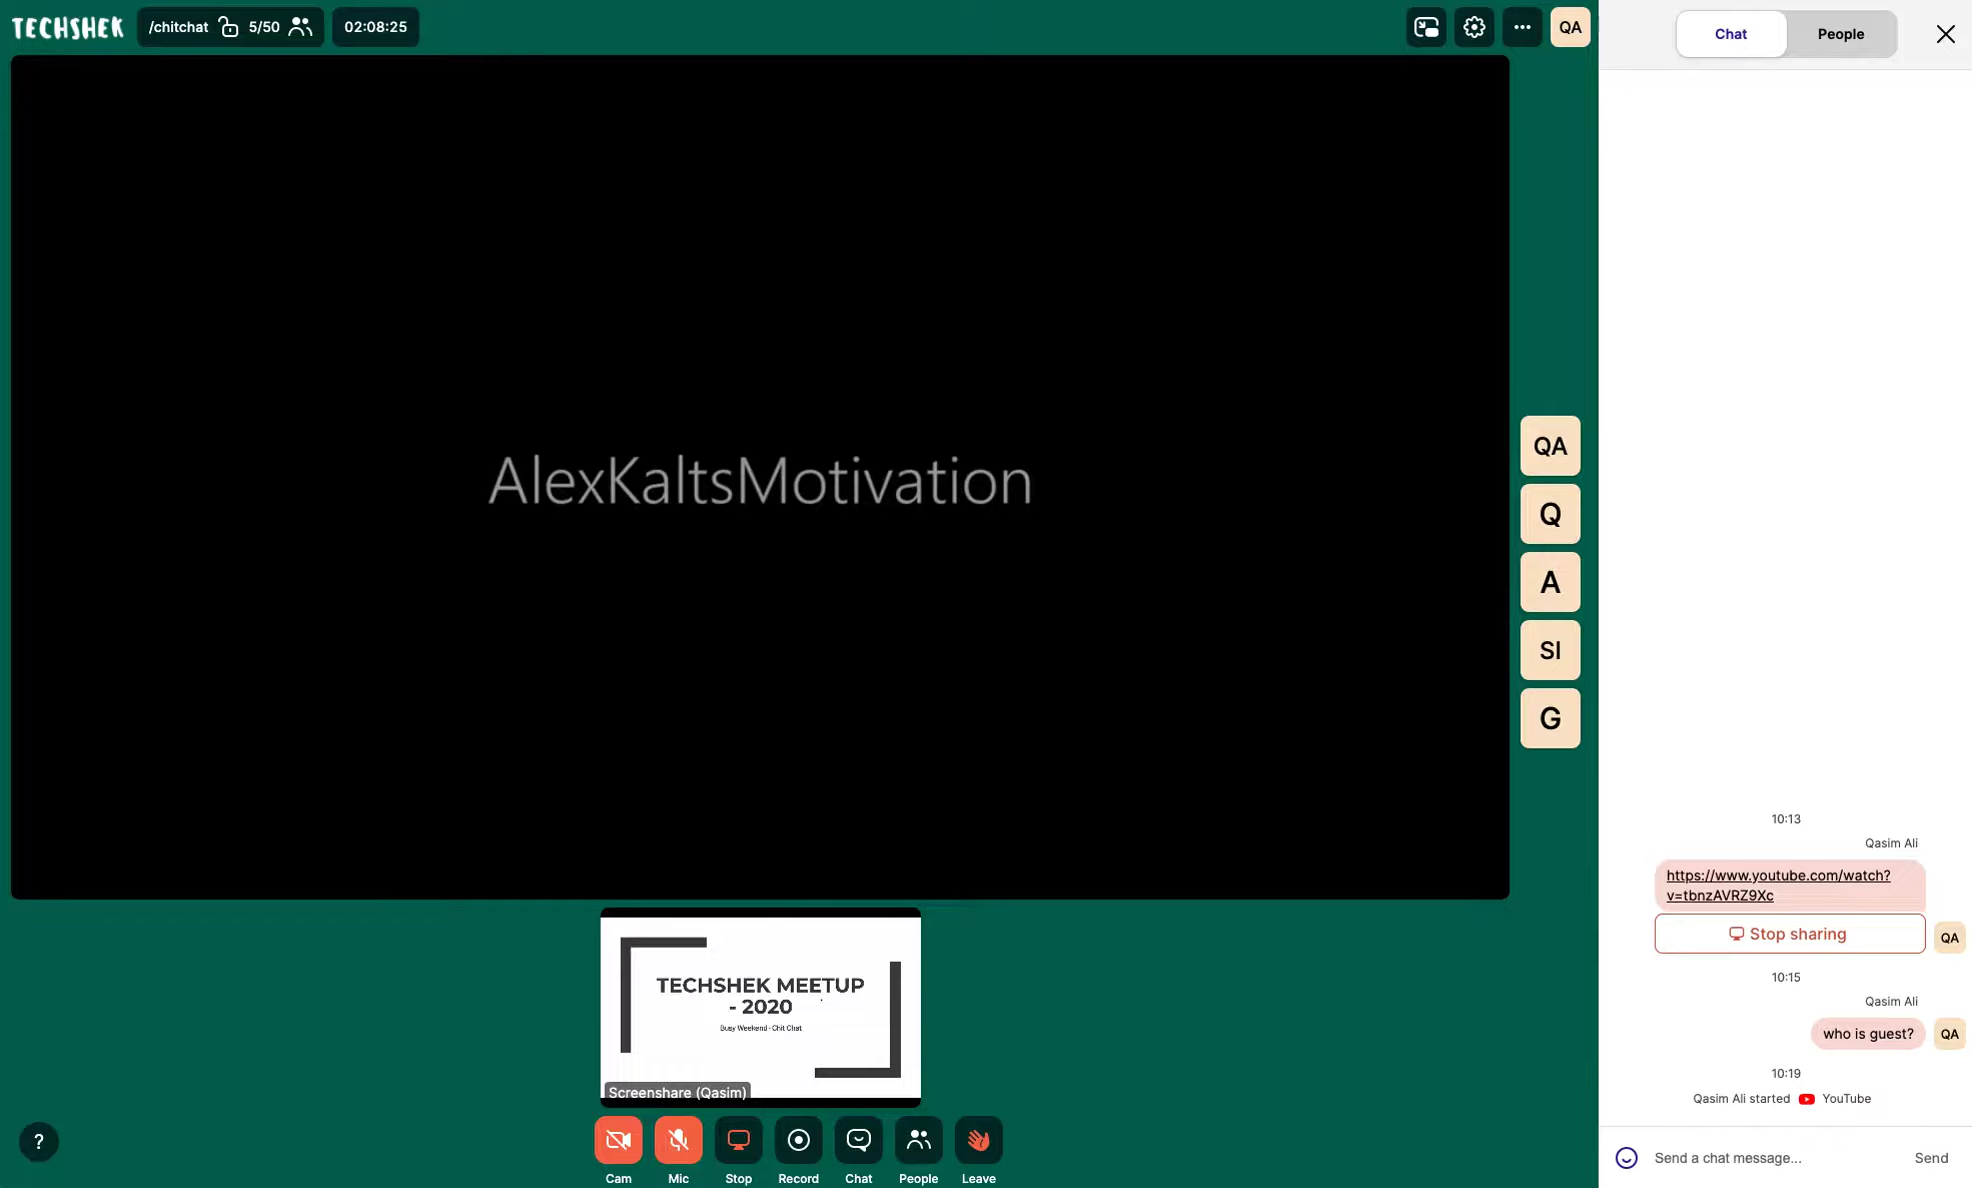 TECHSHEK
/chitchat 5/50
02:08:25
QA
Chat
People
AlexKaltsMotivation
QA
Q
A
SI
G
10:13
Qasim Ali
https://www.youtube.com/watch?
v=tbnzAVRZ9Xc
Stop sharing
QA
10:15
Qasim Ali
who is guest?
QA
10:19
Qasim Ali started YouTube
TECHSHEK MEETUP
- 2020
Busy Weekend - Chit Chat
Screenshare (Qasim)
?
Cam
Mic
Stop
Record
Chat
People
Leave
Send a chat message...
Send